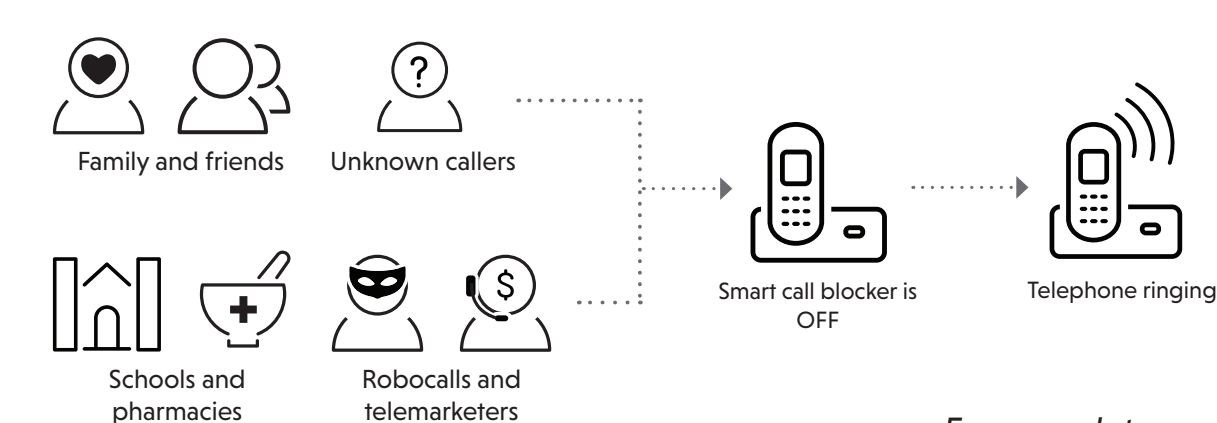 Family and friends
Unknown callers
Smart call blocker is
OFF
Telephone ringing
Schools and
pharmacies
Robocalls and
telemarketers